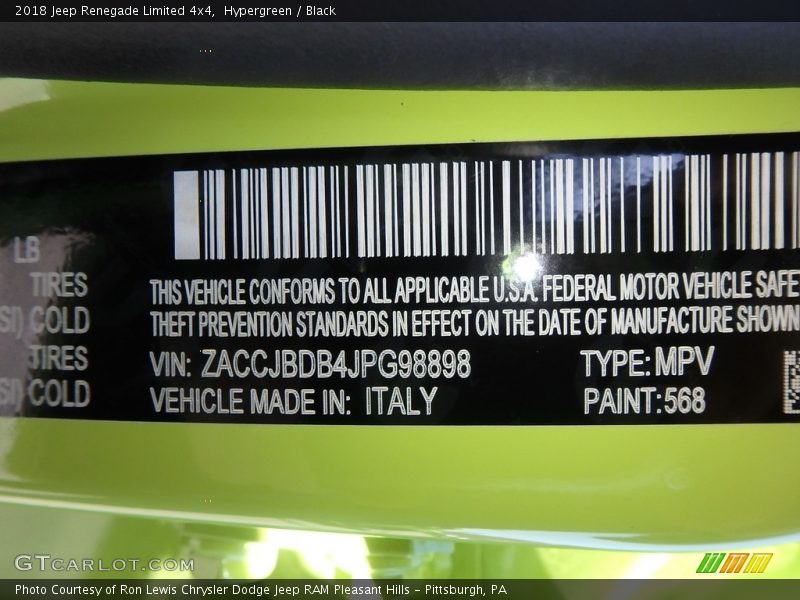 2018 Jeep Renegade Limited 4x4, Hypergreen / Black
LB
TIRES
SI) COLD
TIRES
SI) COLD
THIS VEHICLE CONFORMS TO ALL APPLICABLE U.S.A. FEDERAL MOTOR VEHICLE SAFE
THEFT PREVENTION STANDARDS IN EFFECT ON THE DATE OF MANUFACTURE SHOWN
VIN: ZACCJBDB4JPG98898
TYPE: MPV
VEHICLE MADE IN: ITALY
PAINT: 568
GTCARLOT.COM
Photo Courtesy of Ron Lewis Chrysler Dodge Jeep RAM Pleasant Hills – Pittsburgh, PA